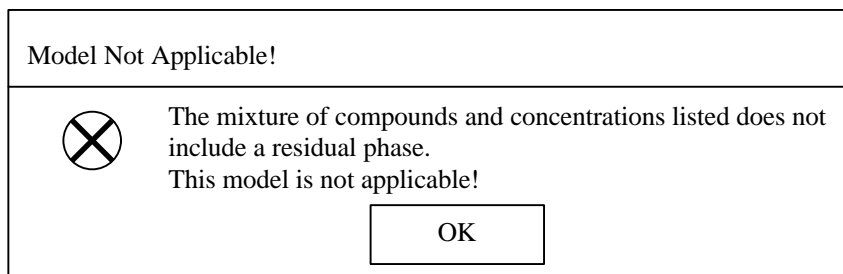 Model Not Applicable!
The mixture of compounds and concentrations listed does not
include a residual phase.
This model is not applicable!
OK